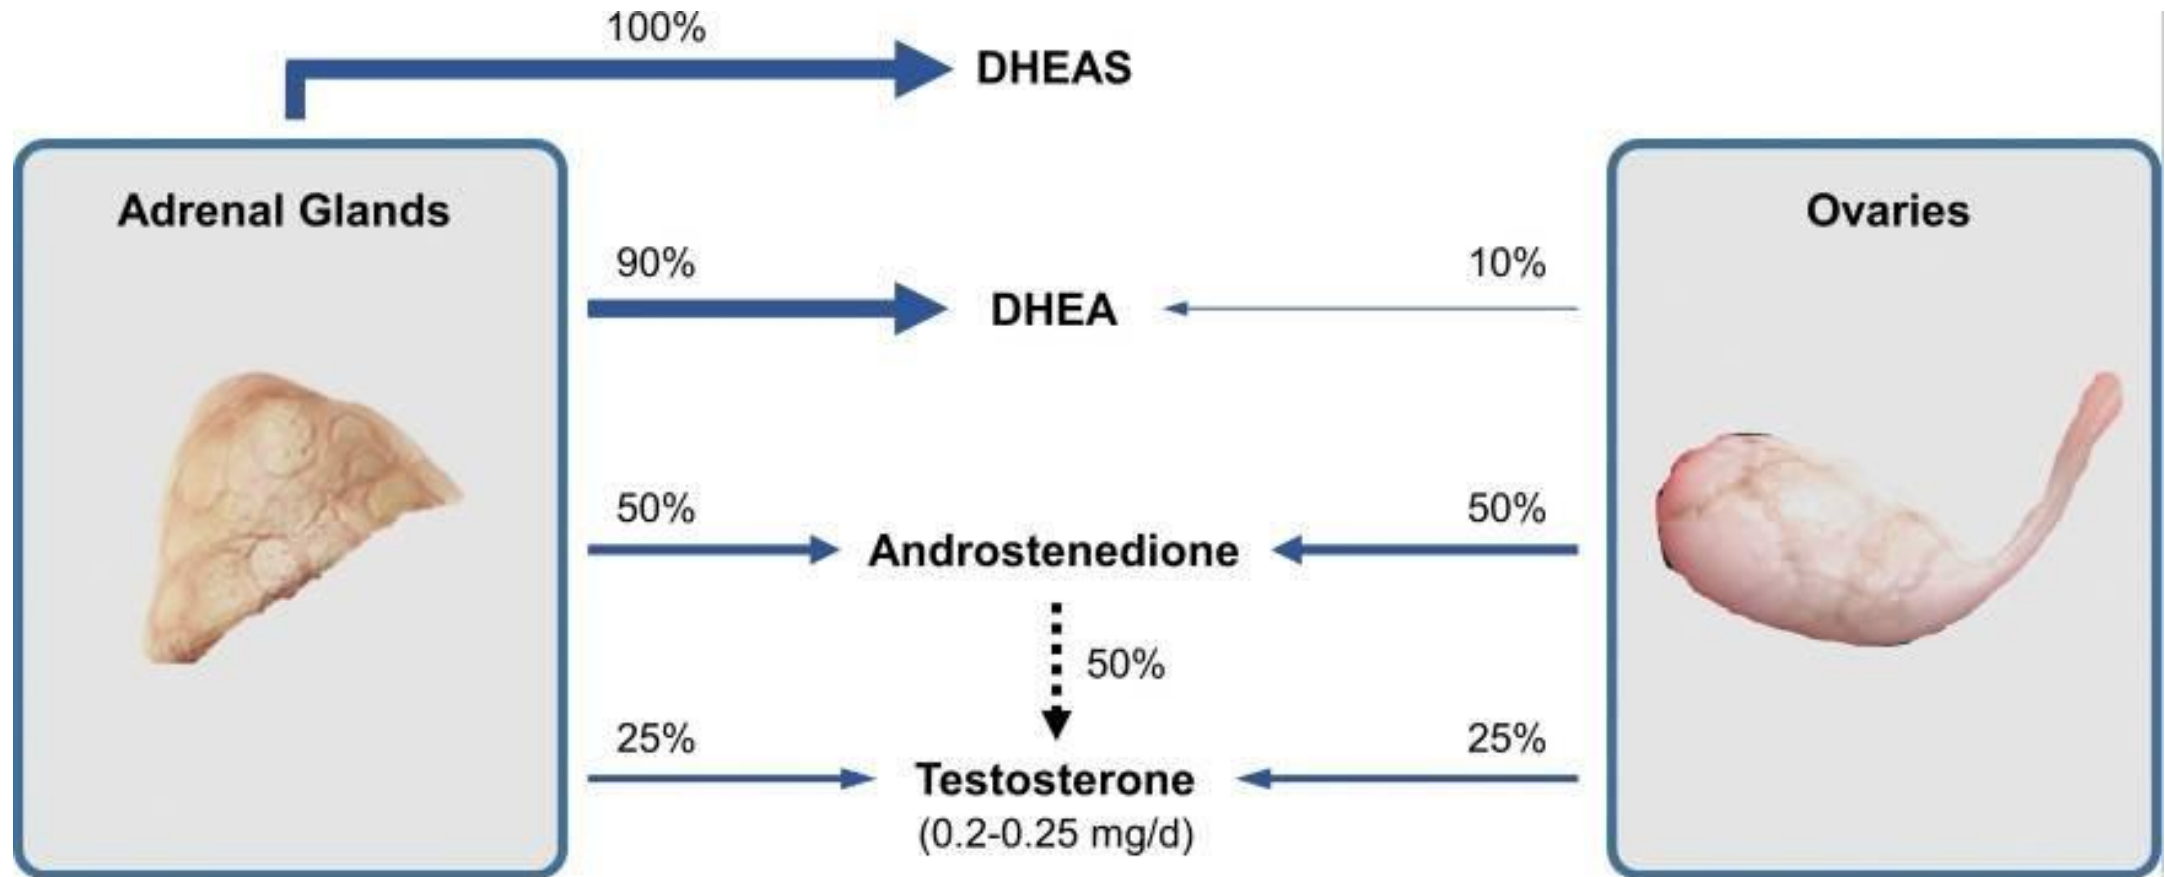 100%
DHEAS
Adrenal Glands
Ovaries
90%
10%
DHEA
50%
50%
Androstenedione
50%
25%
25%
Testosterone
(0.2-0.25 mg/d)